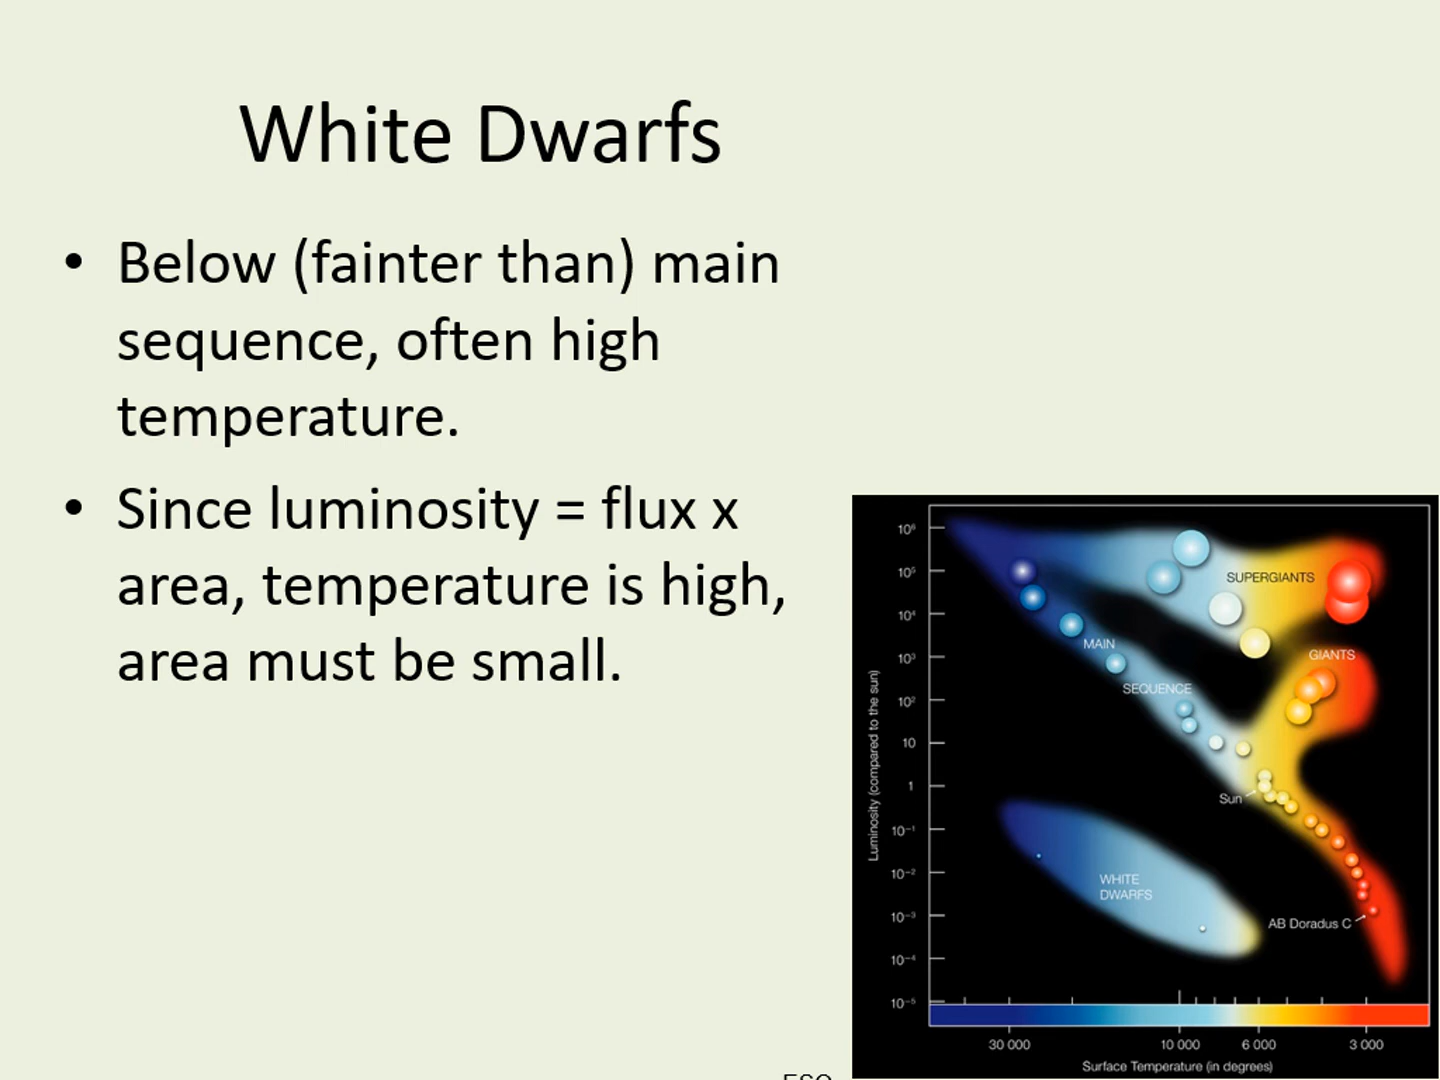 White Dwarfs
• Below (fainter than) main
sequence, often high
temperature.
• Since luminosity = flux x
area, temperature is high,
area must be small.
10⁶
10⁵
10⁴
10³
10²
10
1
10⁻¹
10⁻²
10⁻³
10⁻⁴
10⁻⁵
Luminosity (compared to the sun)
SUPERGIANTS
GIANTS
MAIN
SEQUENCE
Sun
WHITE
DWARFS
AB Doradus C
30 000 10 000 6 000 3 000
Surface Temperature (in degrees)
ESO